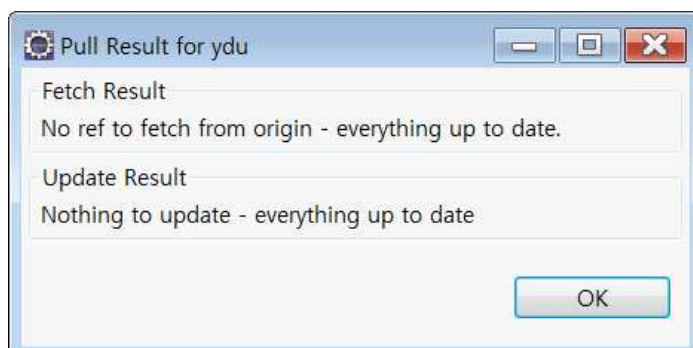 Pull Result for ydu
Fetch Result
No ref to fetch from origin - everything up to date.
Update Result
Nothing to update - everything up to date
OK